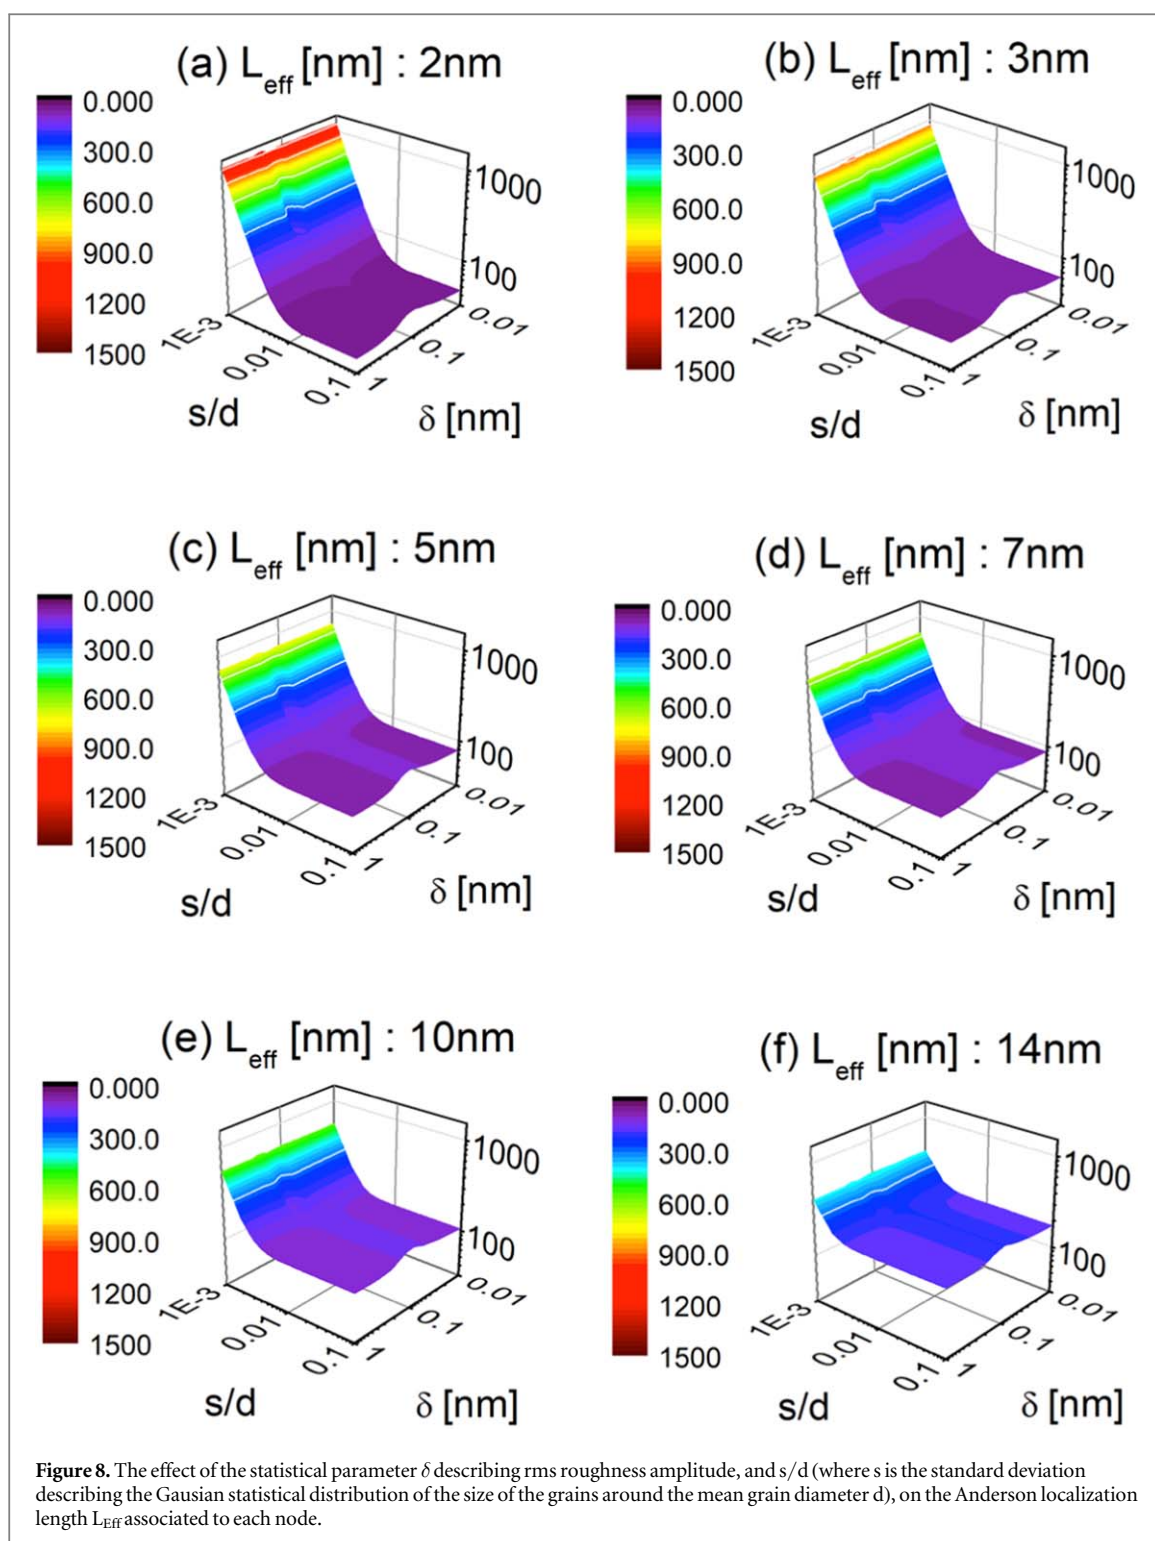 (a) L_eff [nm] : 2nm
0.000
300.0
600.0
900.0
1200
1500
1000
100
1E-3
0.01
0.1
1
0.1
0.01
s/d
δ [nm]
(b) L_eff [nm] : 3nm
0.000
300.0
600.0
900.0
1200
1500
1000
100
1E-3
0.01
0.1
1
0.1
0.01
s/d
δ [nm]
(c) L_eff [nm] : 5nm
0.000
300.0
600.0
900.0
1200
1500
1000
100
1E-3
0.01
0.1
1
0.1
0.01
s/d
δ [nm]
(d) L_eff [nm] : 7nm
0.000
300.0
600.0
900.0
1200
1500
1000
100
1E-3
0.01
0.1
1
0.1
0.01
s/d
δ [nm]
(e) L_eff [nm] : 10nm
0.000
300.0
600.0
900.0
1200
1500
1000
100
1E-3
0.01
0.1
1
0.1
0.01
s/d
δ [nm]
(f) L_eff [nm] : 14nm
0.000
300.0
600.0
900.0
1200
1500
1000
100
1E-3
0.01
0.1
1
0.1
0.01
s/d
δ [nm]
Figure 8. The effect of the statistical parameter δ describing rms roughness amplitude, and s/d (where s is the standard deviation
describing the Gausian statistical distribution of the size of the grains around the mean grain diameter d), on the Anderson localization
length L_Eff associated to each node.